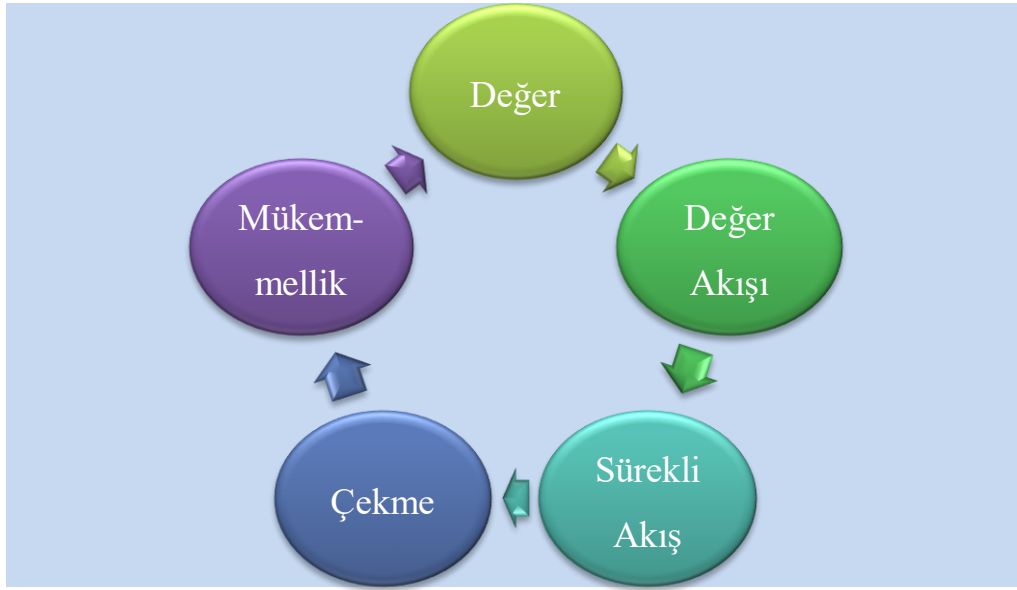 Değer
Değer
Akışı
Sürekli
Akış
Çekme
Mükem-
mellik